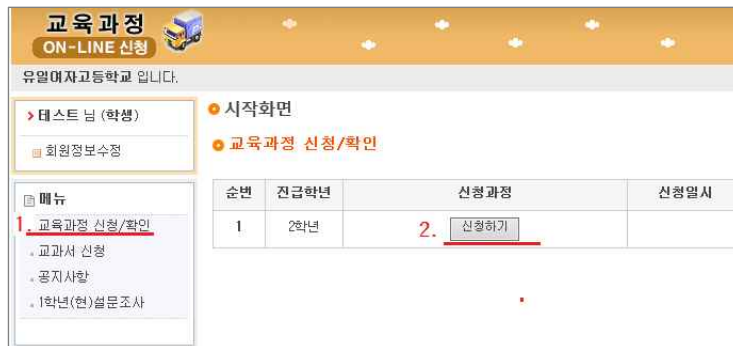 교육과정
ON-LINE 신청
유일여자고등학교 입니다.
테스트 님 (학생)
회원정보수정
메뉴
1. 교육과정 신청/확인
교과서 신청
공지사항
1학년(현)설문조사
시작화면
교육과정 신청/확인
순번 진급학년 신청과정 신청일시
1 2학년 2. 신청하기